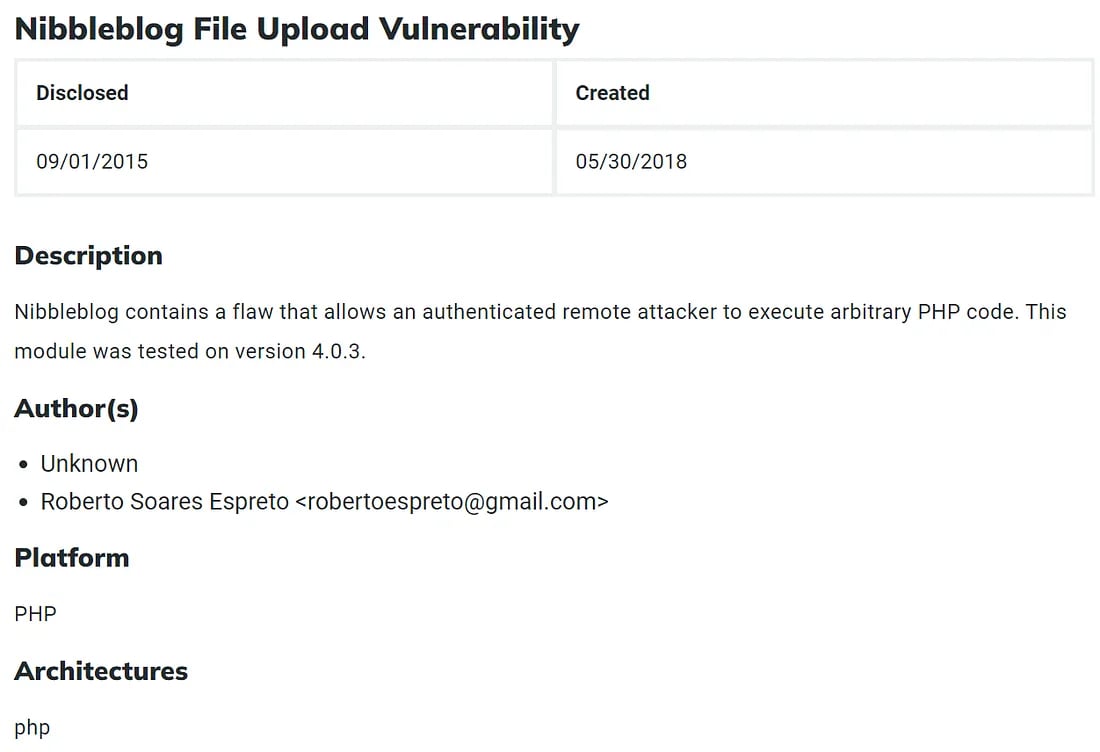 Nibbleblog File Upload Vulnerability
Disclosed Created
09/01/2015 05/30/2018
Description
Nibbleblog contains a flaw that allows an authenticated remote attacker to execute arbitrary PHP code. This
module was tested on version 4.0.3.
Author(s)
• Unknown
• Roberto Soares Espreto <robertoespreto@gmail.com>
Platform
PHP
Architectures
php